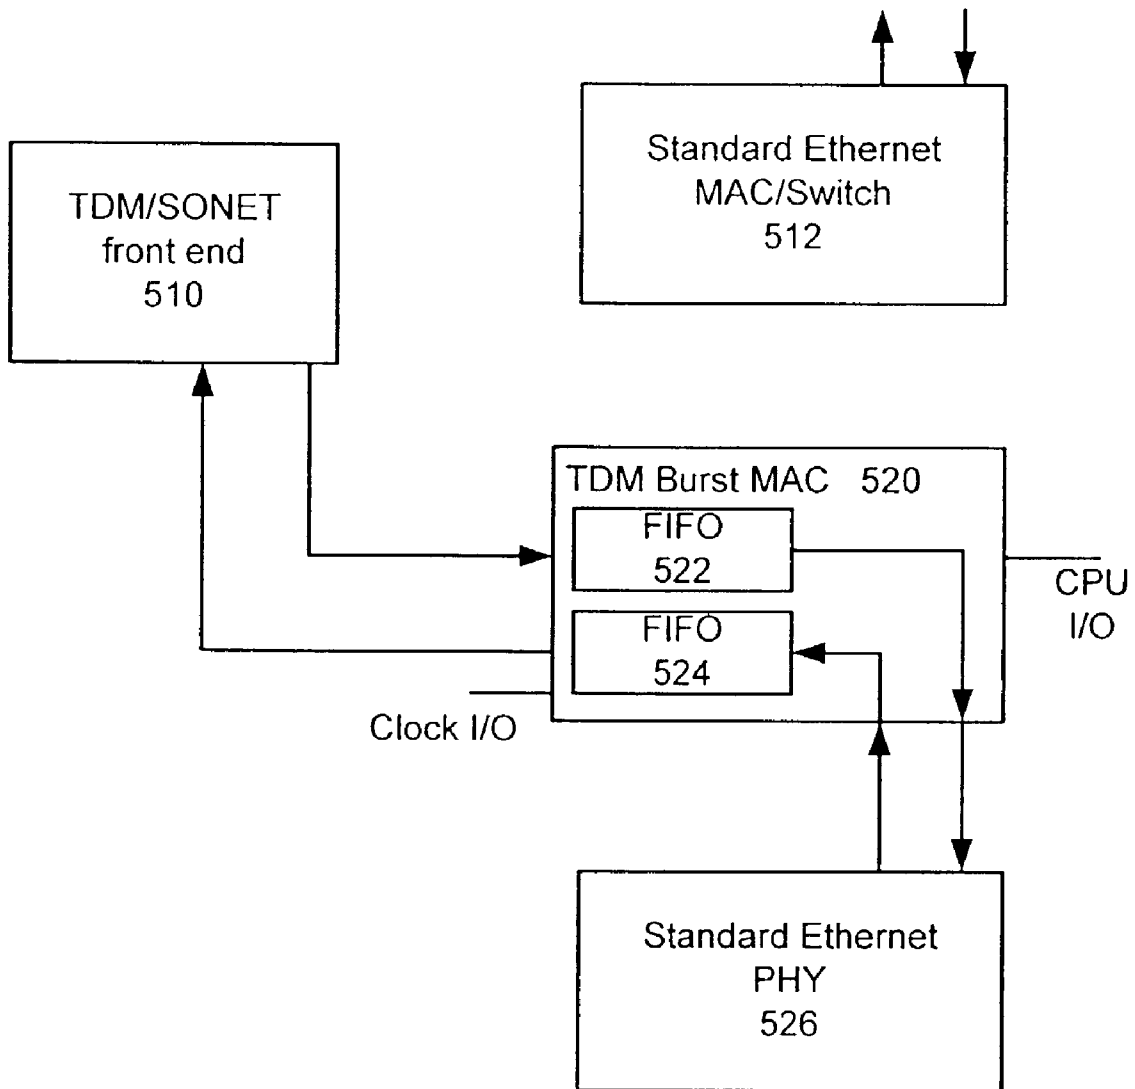 Standard Ethernet
MAC/Switch
512
TDM/SONET
front end
510
TDM Burst MAC 520
FIFO
522
FIFO
524
CPU
I/O
Clock I/O
Standard Ethernet
PHY
526